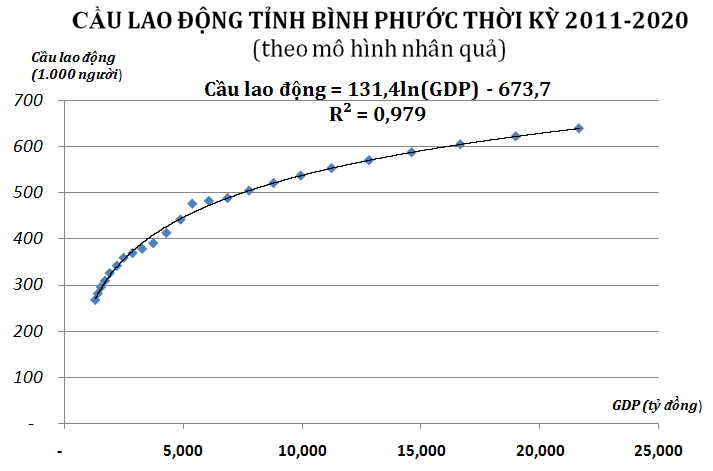 CẦU LAO ĐỘNG TỈNH BÌNH PHƯỚC THỜI KỲ 2011-2020
(theo mô hình nhân quả)
Cầu lao động
(1.000 người)
Cầu lao động = 131,4ln(GDP) - 673,7
R² = 0,979
700
600
500
400
300
200
100
-
GDP (tỷ đồng)
- 5,000 10,000 15,000 20,000 25,000